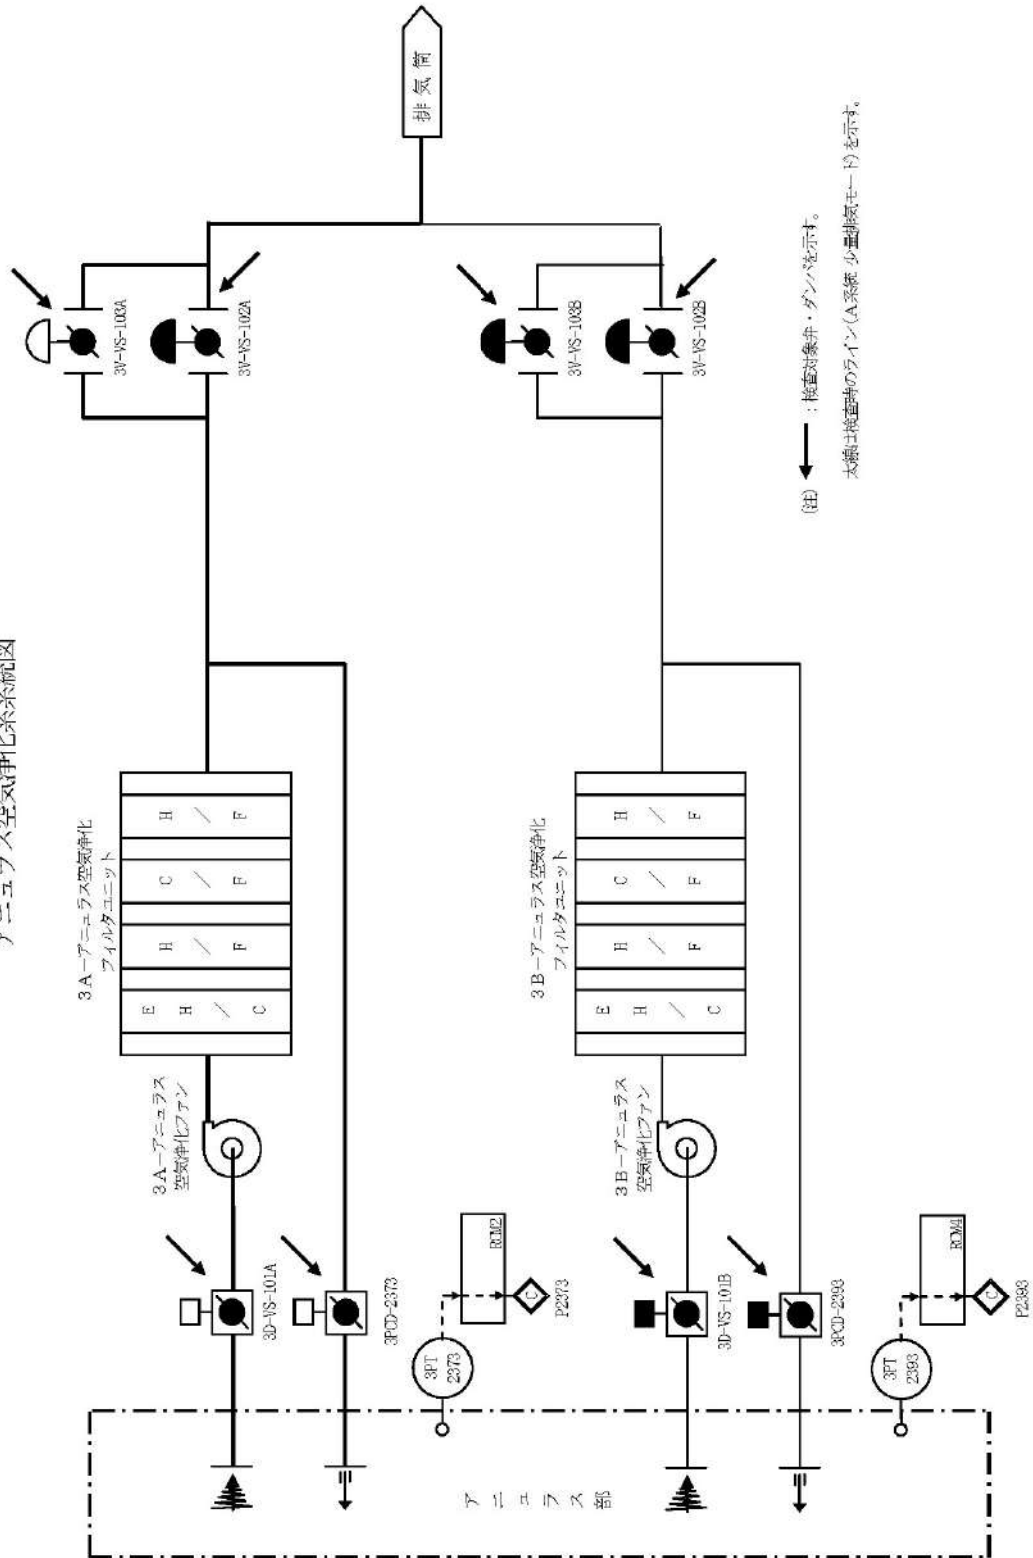 アニュラス空気浄化系系統図
3A-アニュラス空気浄化
フィルタユニット
E H / C
H / F
C / F
H / F
3A-アニュラス
空気浄化ファン
3D-VS-101A
3PCD-2373
3PT
2373
RCM2
C
P2373
3V-VS-103A
3V-VS-102A
排気筒
3B-アニュラス空気浄化
フィルタユニット
E H / C
H / F
C / F
H / F
3B-アニュラス
空気浄化ファン
3D-VS-101B
3PCD-2393
3PT
2393
RCM4
C
P2393
3V-VS-103B
3V-VS-102B
アニュラス部
(注) :検査対象弁・ダンパを示す。
太線は検査時のライン(A系統 少量排気モード)を示す。